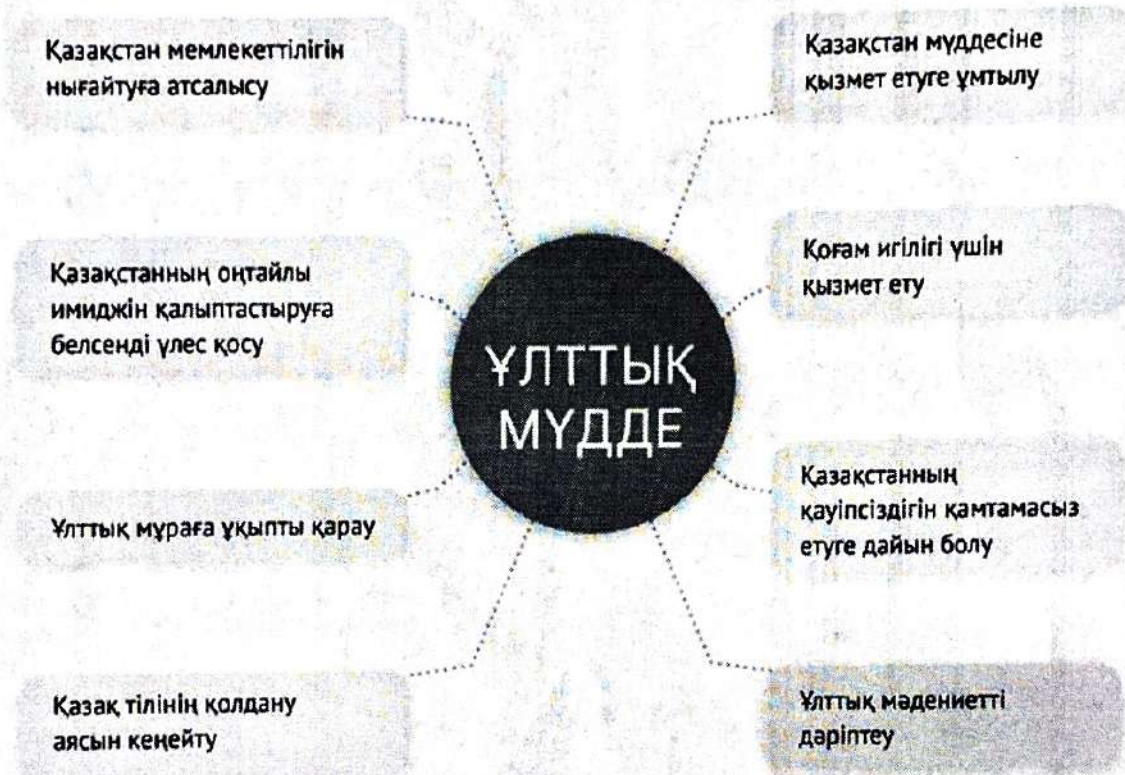 Қазақстан мемлекеттілігін
нығайтуға атсалысу
Қазақстанның оңтайлы
имиджін қалыптастыруға
белсенді үлес қосу
Ұлттық мұраға ұқыпты қарау
Қазақ тілінің қолдану
аясын кеңейту
ҰЛТТЫҚ
МҮДДЕ
Қазақстан мүддесіне
қызмет етуге ұмтылу
Қоғам игілігі үшін
қызмет ету
Қазақстанның
қауіпсіздігін қамтамасыз
етуге дайын болу
Ұлттық мәдениетті
дәріптеу